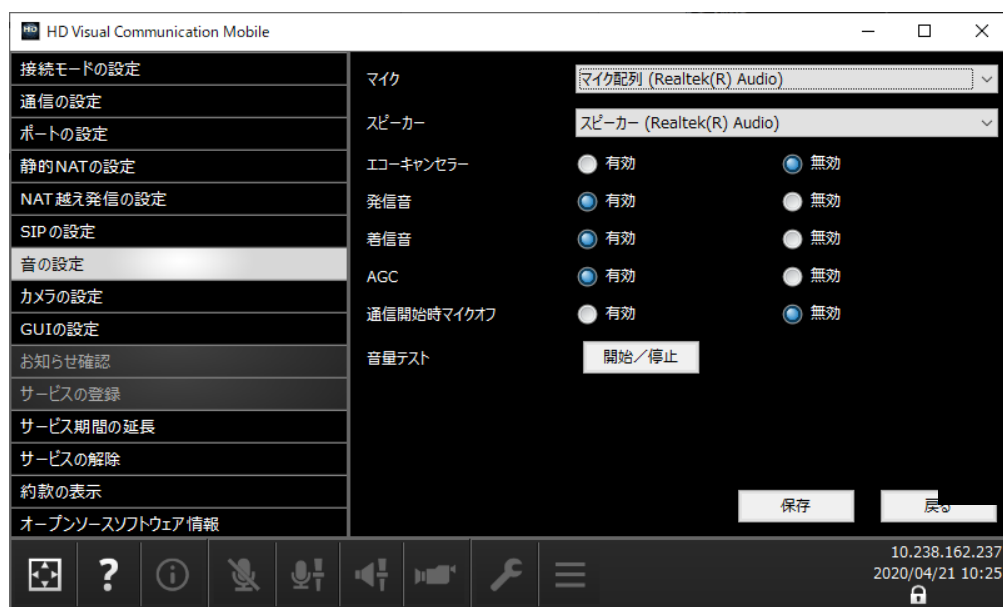 HD Visual Communication Mobile
接続モードの設定
通信の設定
ポートの設定
静的NATの設定
NAT越え発信の設定
SIPの設定
音の設定
カメラの設定
GUIの設定
お知らせ確認
サービスの登録
サービス期間の延長
サービスの解除
約款の表示
オープンソースソフトウェア情報
マイク マイク配列 (Realtek(R) Audio)
スピーカー スピーカー (Realtek(R) Audio)
エコーキャンセラー 有効 無効
発信音 有効 無効
着信音 有効 無効
AGC 有効 無効
通信開始時マイクオフ 有効 無効
音量テスト 開始/停止
保存 戻る
10.238.162.237
2020/04/21 10:25